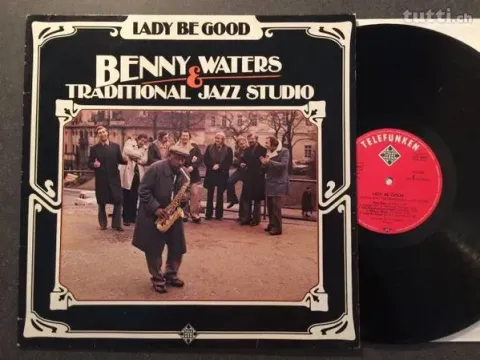 LADY BE GOOD
tutti.ch
BENNY WATERS
&
TRADITIONAL JAZZ STUDIO
TELEFUNKEN